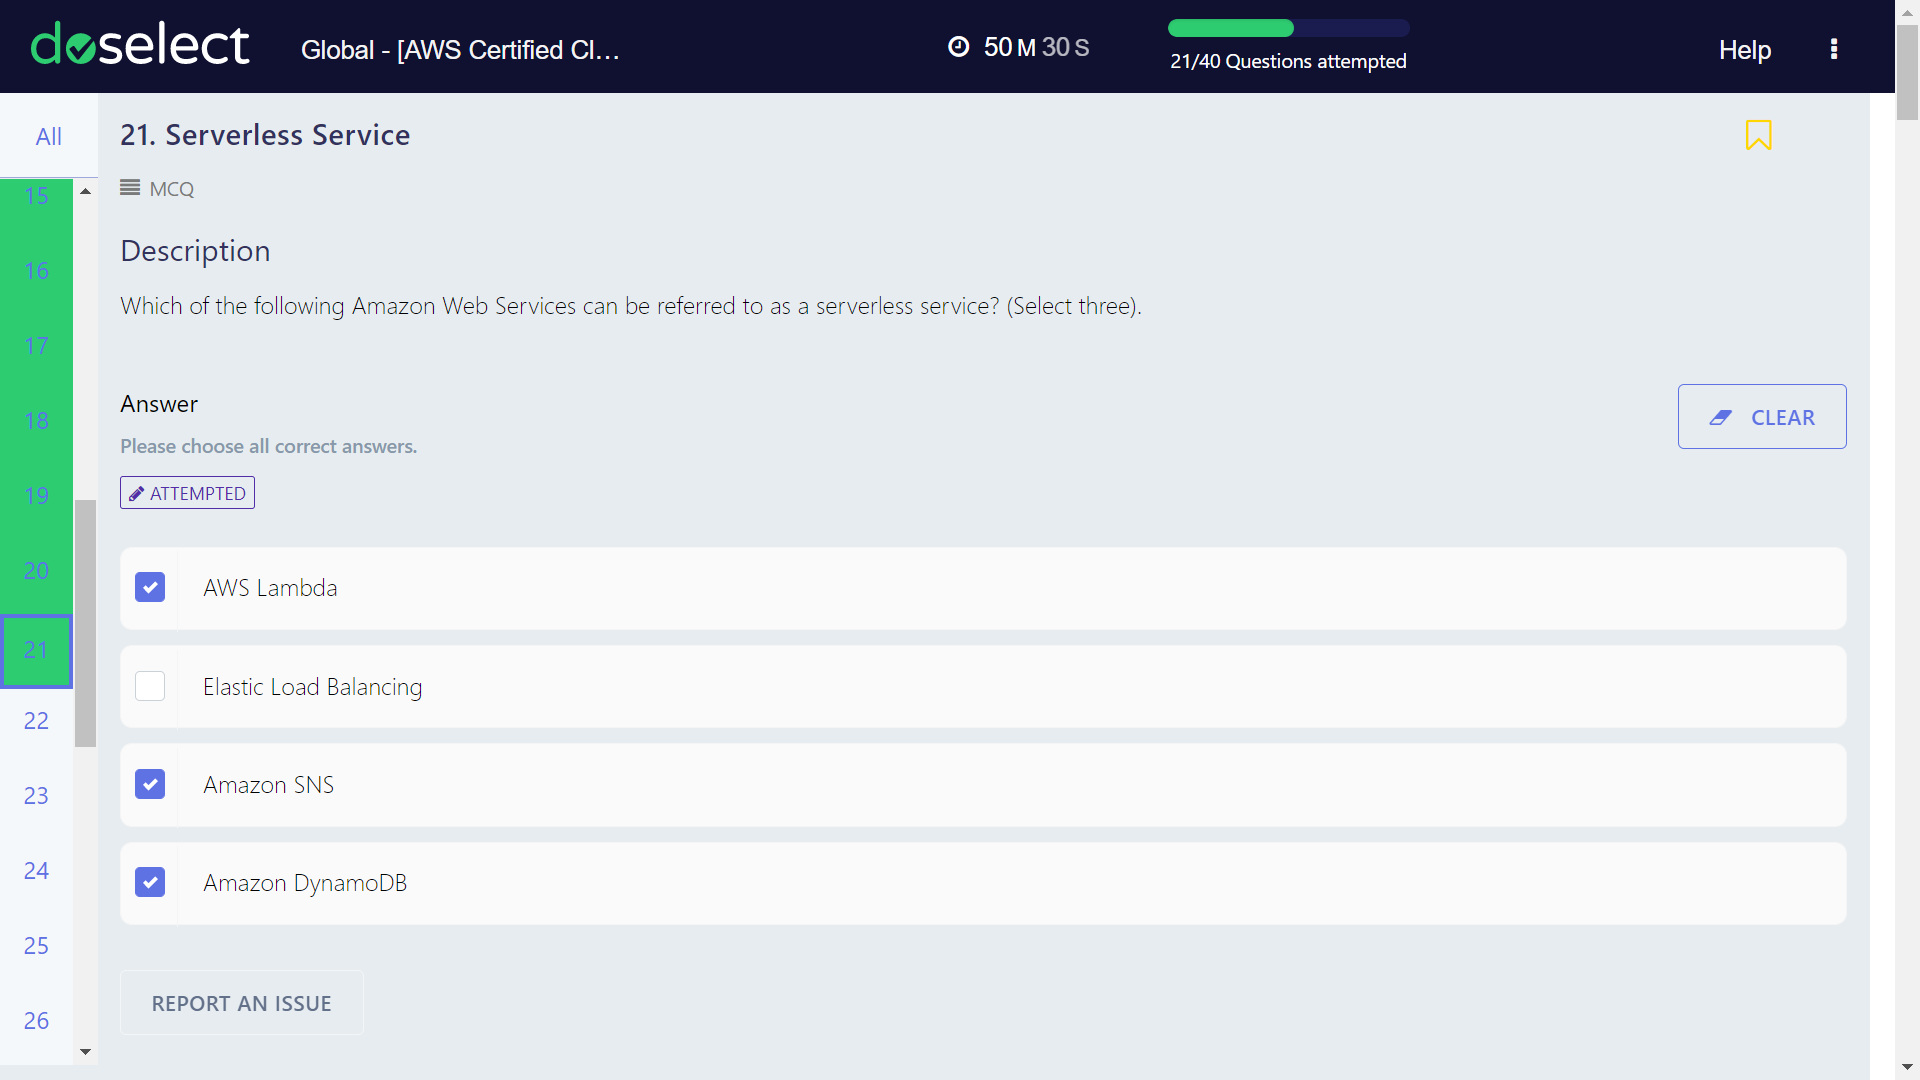 doselect
Global - [AWS Certified Cl...
50 M 30 S
21/40 Questions attempted
Help
All
15
16
17
18
19
20
21
22
23
24
25
26
21. Serverless Service
MCQ
Description
Which of the following Amazon Web Services can be referred to as a serverless service? (Select three).
Answer
CLEAR
Please choose all correct answers.
ATTEMPTED
AWS Lambda
Elastic Load Balancing
Amazon SNS
Amazon DynamoDB
REPORT AN ISSUE